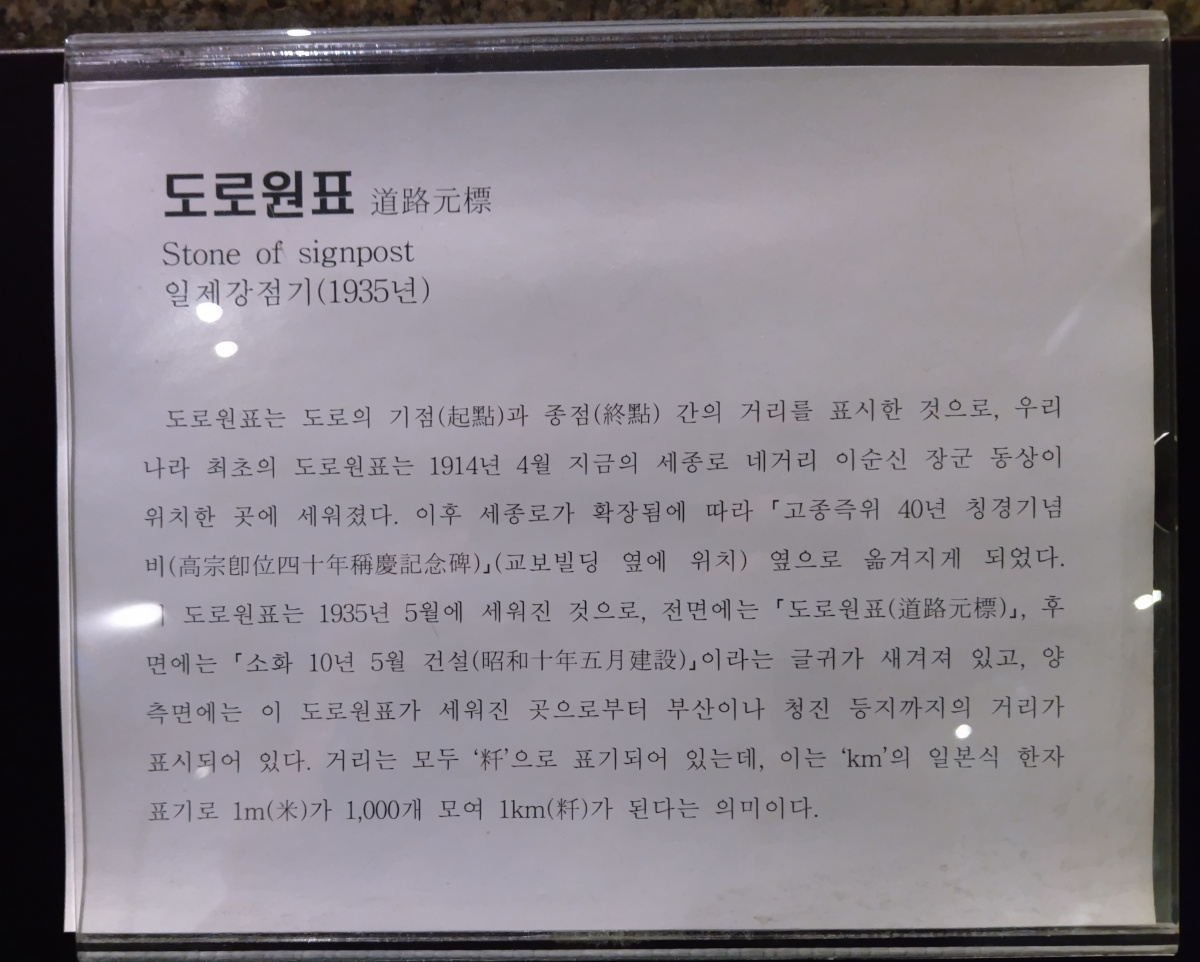 도로원표 道路元標
Stone of signpost
일제강점기(1935년)
도로원표는 도로의 기점(起點)과 종점(終點) 간의 거리를 표시한 것으로, 우리
나라 최초의 도로원표는 1914년 4월 지금의 세종로 네거리 이순신 장군 동상이
위치한 곳에 세워졌다. 이후 세종로가 확장됨에 따라 「고종즉위 40년 칭경기념
비(高宗卽位四十年稱慶記念碑)」(교보빌딩 옆에 위치) 옆으로 옮겨지게 되었다.
도로원표는 1935년 5월에 세워진 것으로, 전면에는 「도로원표(道路元標)」, 후
면에는 「소화 10년 5월 건설(昭和十年五月建設)」이라는 글귀가 새겨져 있고, 양
측면에는 이 도로원표가 세워진 곳으로부터 부산이나 청진 등지까지의 거리가
표시되어 있다. 거리는 모두 ‘粁’으로 표기되어 있는데, 이는 ‘km’의 일본식 한자
표기로 1m(米)가 1,000개 모여 1km(粁)가 된다는 의미이다.